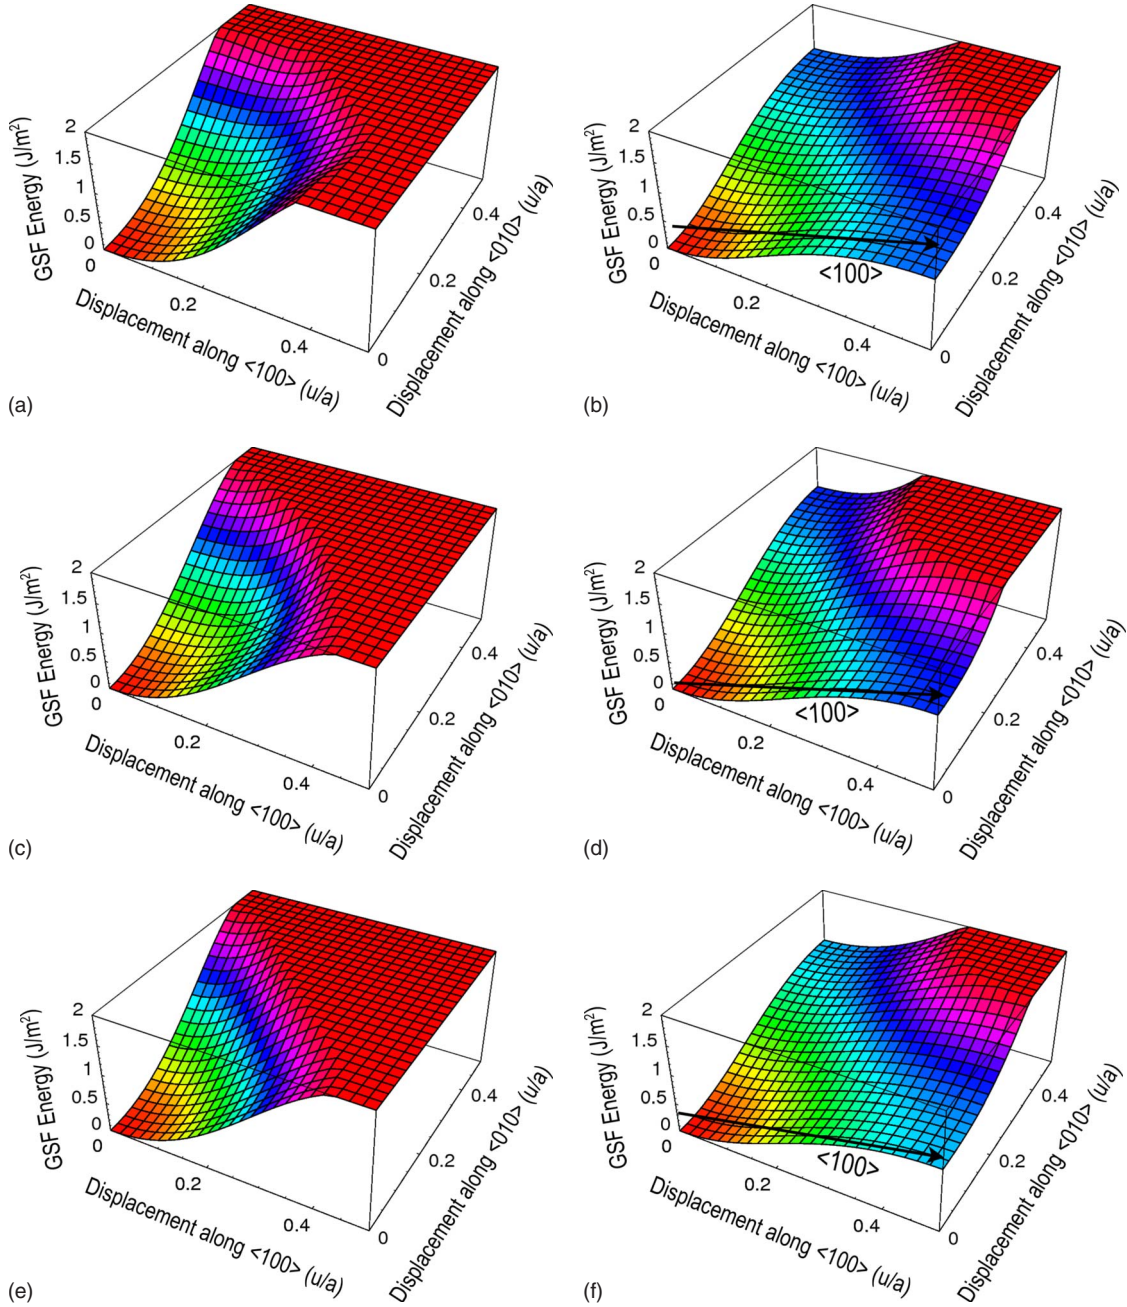 GSF Energy (J/m²)
2
1.5
1
0.5
0
0
0.2
0.4
Displacement along <100> (u/a)
0
0.2
0.4
Displacement along <010> (u/a)
(a)
GSF Energy (J/m²)
2
1.5
1
0.5
0
0
0.2
0.4
<100>
Displacement along <100> (u/a)
0
0.2
0.4
Displacement along <010> (u/a)
(b)
GSF Energy (J/m²)
2
1.5
1
0.5
0
0
0.2
0.4
Displacement along <100> (u/a)
0
0.2
0.4
Displacement along <010> (u/a)
(c)
GSF Energy (J/m²)
2
1.5
1
0.5
0
0
0.2
0.4
<100>
Displacement along <100> (u/a)
0
0.2
0.4
Displacement along <010> (u/a)
(d)
GSF Energy (J/m²)
2
1.5
1
0.5
0
0
0.2
0.4
Displacement along <100> (u/a)
0
0.2
0.4
Displacement along <010> (u/a)
(e)
GSF Energy (J/m²)
2
1.5
1
0.5
0
0
0.2
0.4
<100>
Displacement along <100> (u/a)
0
0.2
0.4
Displacement along <010> (u/a)
(f)